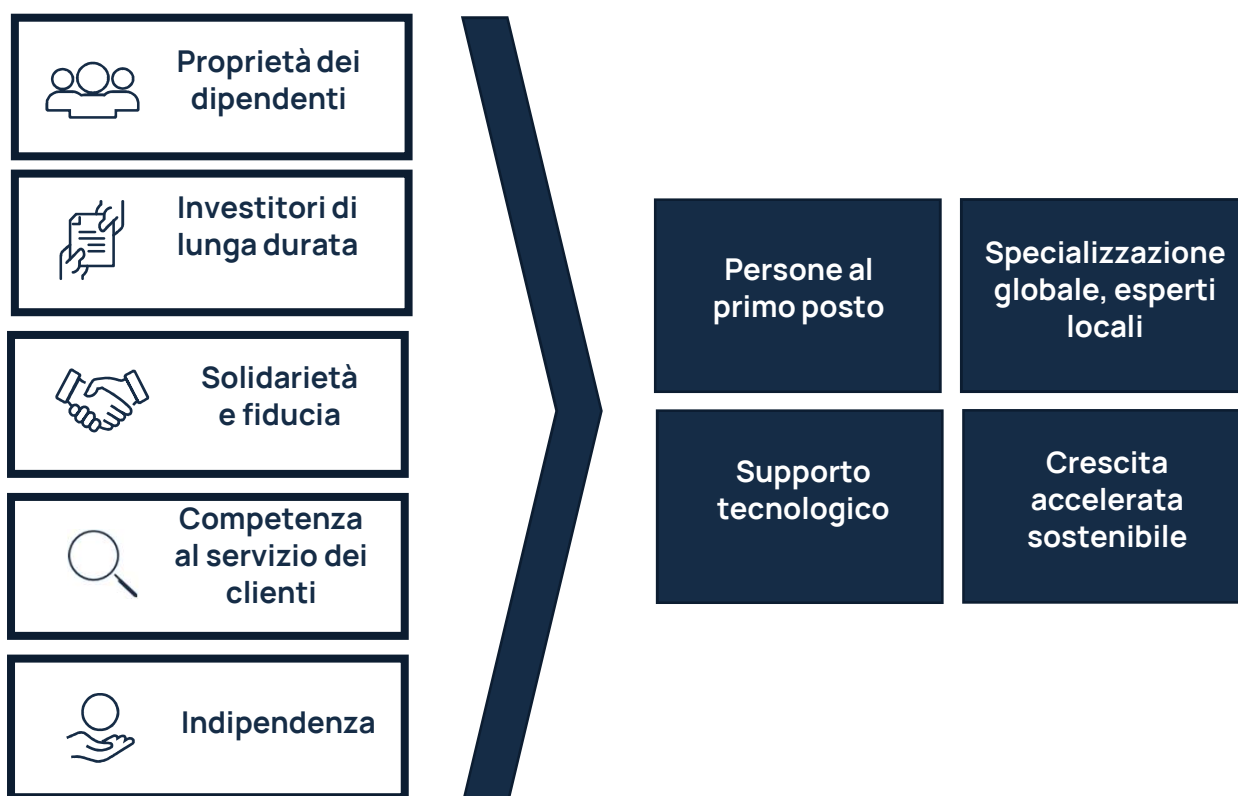 Proprietà dei
dipendenti
Investitori di
lunga durata
Solidarietà
e fiducia
Competenza
al servizio dei
clienti
Indipendenza
Persone al
primo posto
Specializzazione
globale, esperti
locali
Supporto
tecnologico
Crescita
accelerata
sostenibile